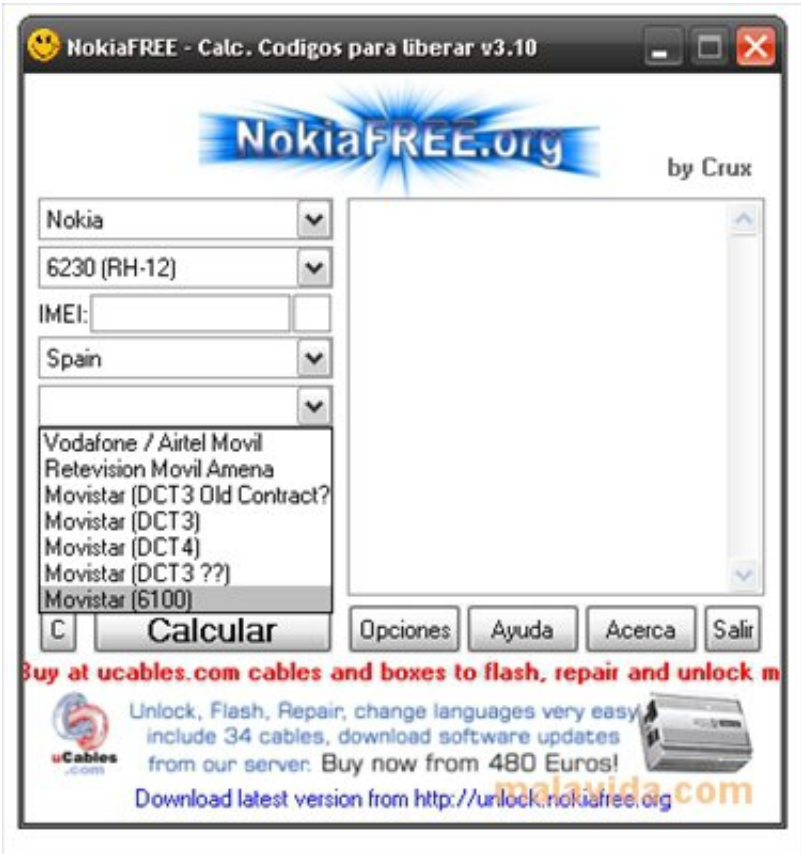 NokiaFREE - Calc. Codigos para liberar v3.10
NokiaFREE.org
by Crux
Nokia
6230 (RH-12)
IMEI:
Spain
Vodafone / Airtel Movil
Retevision Movil Amena
Movistar (DCT3 Old Contract?
Movistar (DCT3)
Movistar (DCT4)
Movistar (DCT3 ??)
Movistar (6100)
C Calcular Opciones Ayuda Acerca Salir
Buy at ucables.com cables and boxes to flash, repair and unlock m
Unlock, Flash, Repair, change languages very easy
include 34 cables, download software updates
from our server. Buy now from 480 Euros!
uCables
.com
Download latest version from http://unlock.nokiafree.org
malavida.com